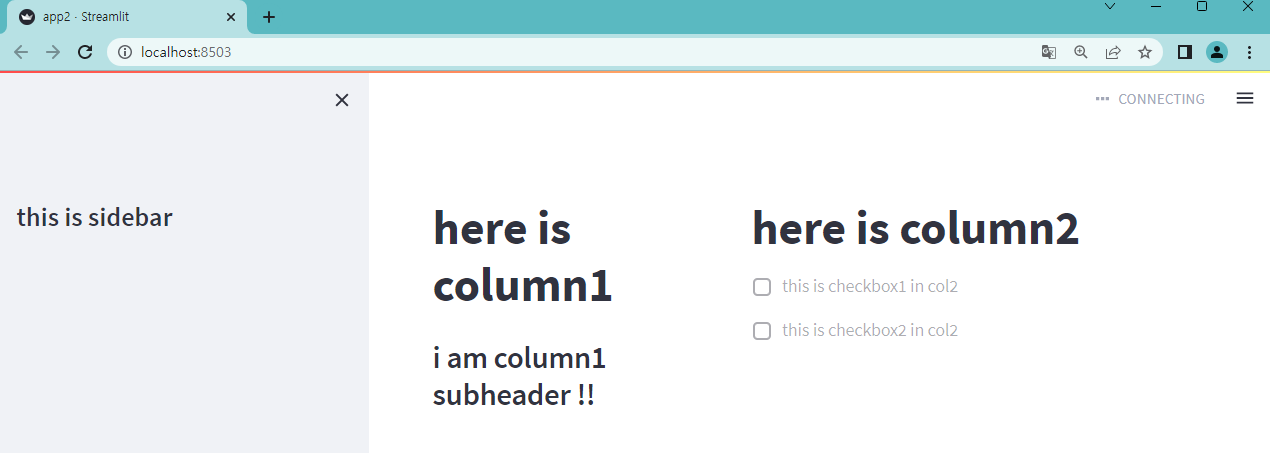 app2 · Streamlit
localhost:8503
CONNECTING
this is sidebar
here is
column1
i am column1
subheader !!
here is column2
this is checkbox1 in col2
this is checkbox2 in col2